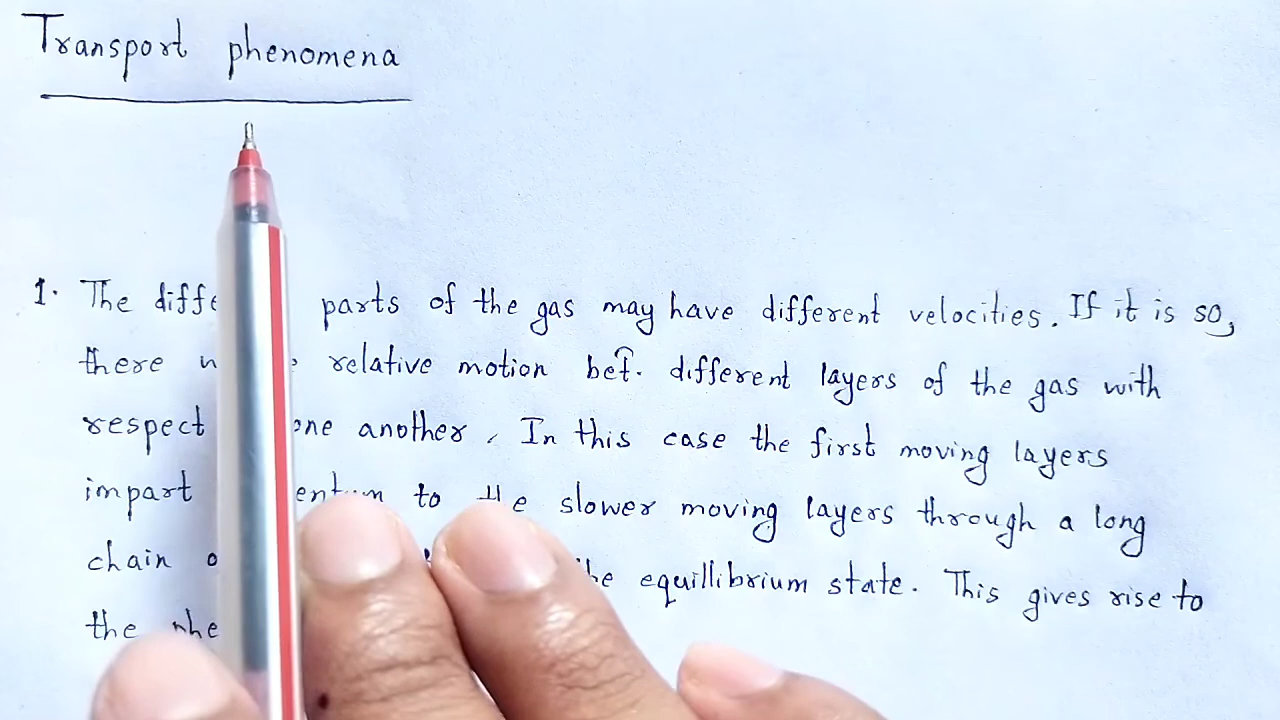 Transport phenomena
1. The diffe parts of the gas may have different velocities. If it is so,
there relative motion bet. different layers of the gas with
respect one another. In this case the first moving layers
impart to the slower moving layers through a long
chain the equillibrium state. This gives rise to
the phe